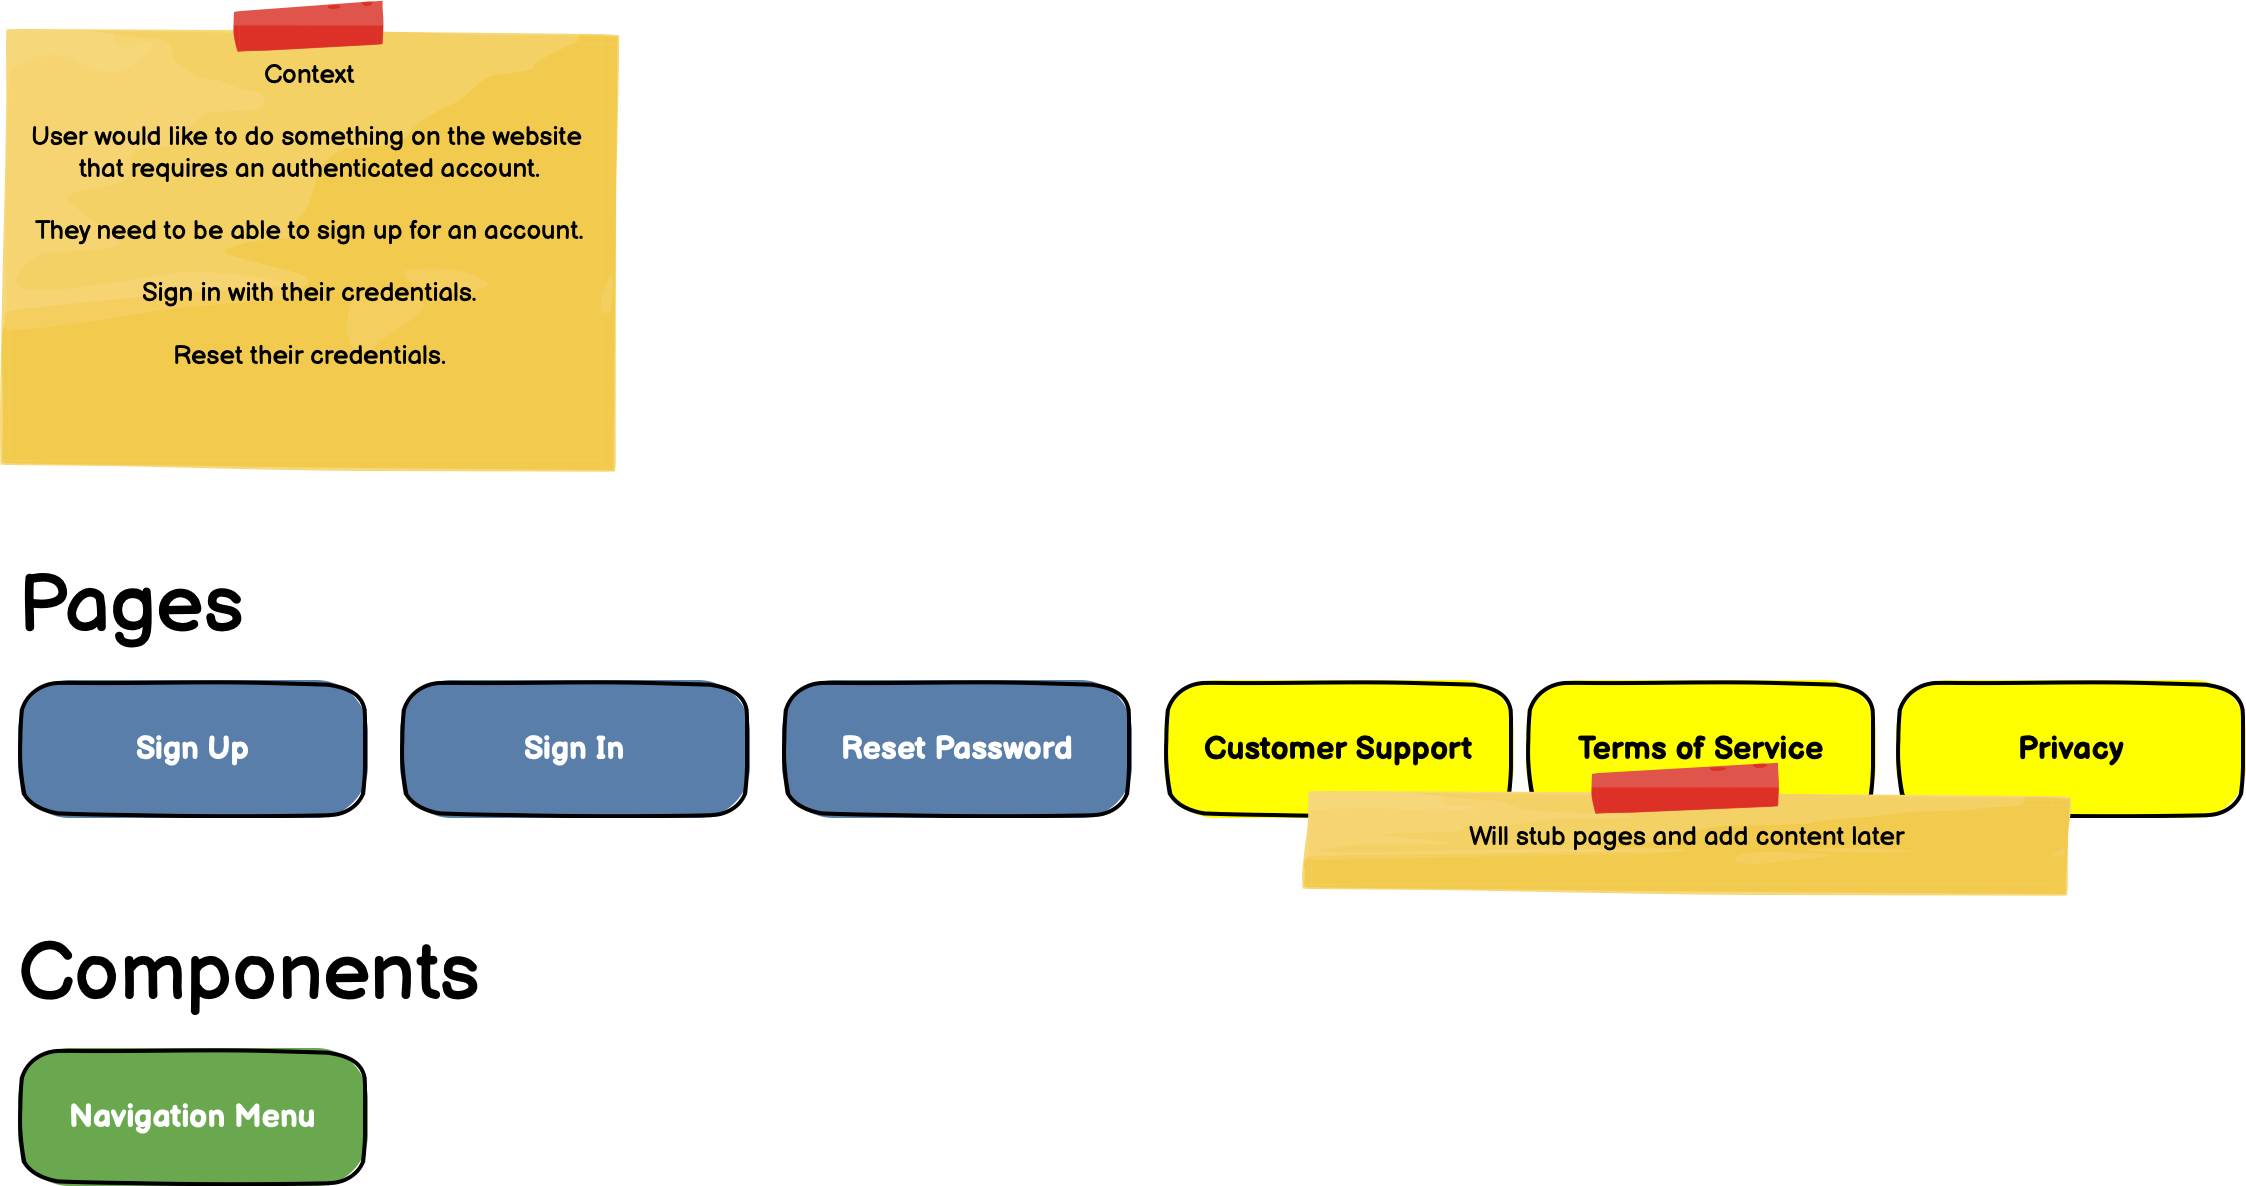 Context
User would like to do something on the website
that requires an authenticated account.
They need to be able to sign up for an account.
Sign in with their credentials.
Reset their credentials.
Pages
Sign Up
Sign In
Reset Password
Customer Support
Terms of Service
Privacy
Will stub pages and add content later
Components
Navigation Menu